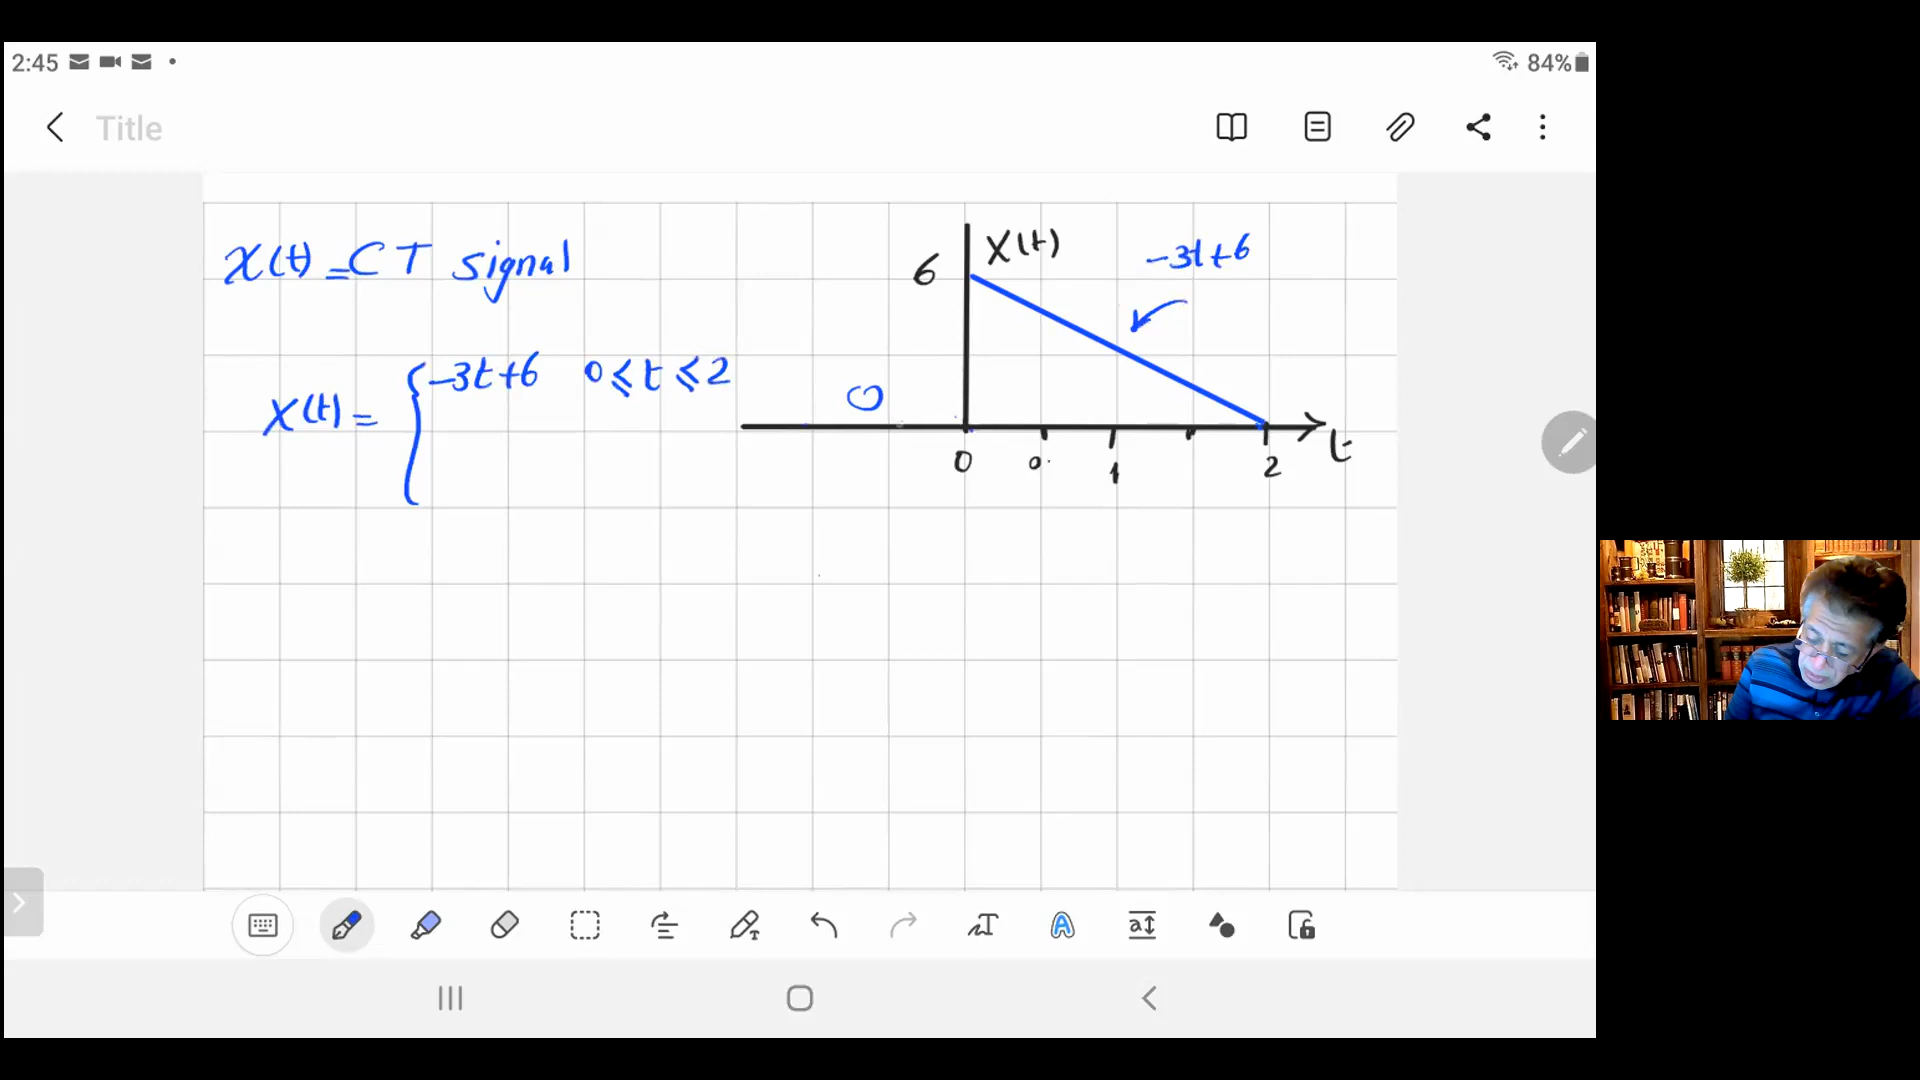 2:45
84%
Title
X(t) = CT signal
X(t) = { -3t+6 0 ≤ t ≤ 2
6
X(t)
-3t+6
0
t
0 0. 1 2